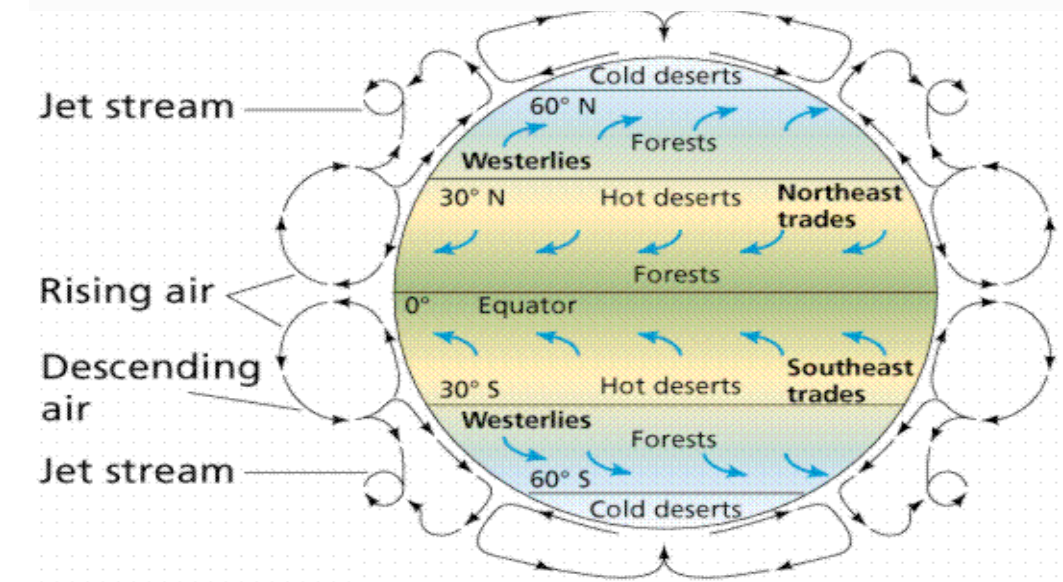 Cold deserts
Jet stream
60° N
Forests
Westerlies
30° N
Hot deserts
Northeast
trades
Rising air
Forests
0°
Equator
Descending
air
Southeast
trades
30° S
Hot deserts
Westerlies
Forests
Jet stream
60° S
Cold deserts